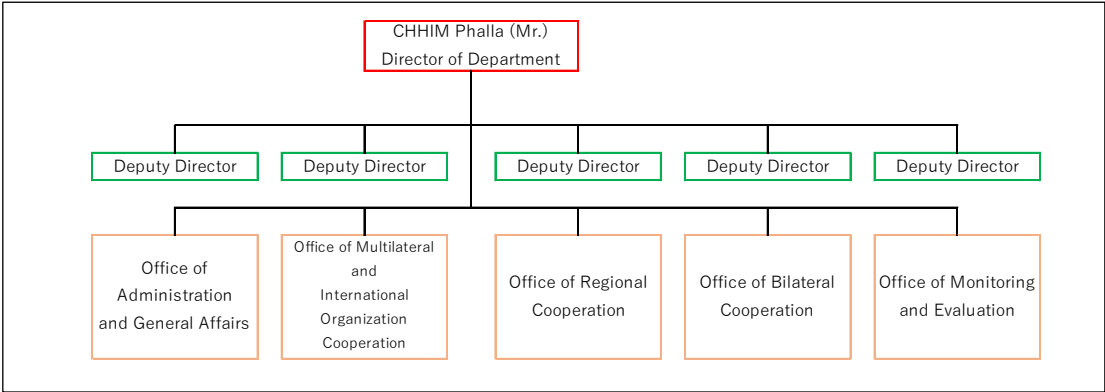 CHHIM Phalla (Mr.)
Director of Department
Deputy Director
Deputy Director
Deputy Director
Deputy Director
Deputy Director
Office of
Administration
and General Affairs
Office of Multilateral
and
International
Organization
Cooperation
Office of Regional
Cooperation
Office of Bilateral
Cooperation
Office of Monitoring
and Evaluation